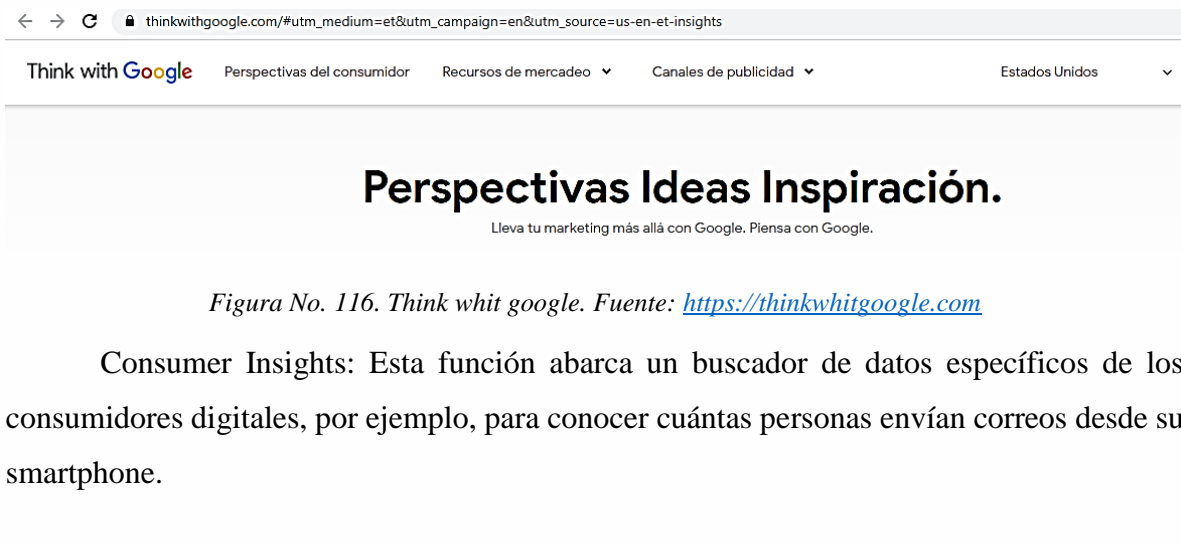 thinkwithgoogle.com/#utm_medium=et&utm_campaign=en&utm_source=us-en-et-insights
Think with Google Perspectivas del consumidor Recursos de mercadeo Canales de publicidad Estados Unidos
Perspectivas Ideas Inspiración.
Lleva tu marketing más allá con Google. Piensa con Google.
Figura No. 116. Think whit google. Fuente: https://thinkwhitgoogle.com
Consumer Insights: Esta función abarca un buscador de datos específicos de los
consumidores digitales, por ejemplo, para conocer cuántas personas envían correos desde su
smartphone.